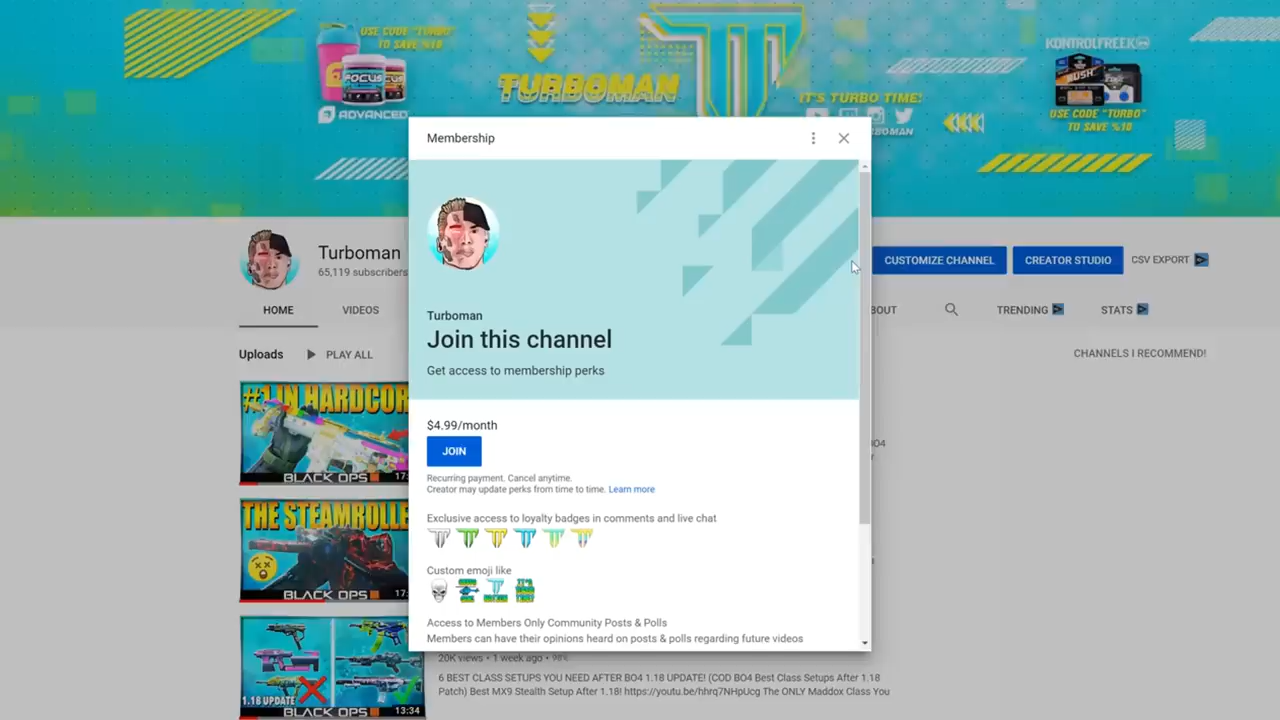 USE CODE "TURBO"
TO SAVE %10
FOCUS
ADVANCED
TURBOMAN
IT'S TURBO TIME!
KONTROLFREEK
RUSH
USE CODE "TURBO"
TO SAVE %10
Membership
Turboman
65,119 subscribers
CUSTOMIZE CHANNEL
CREATOR STUDIO
CSV EXPORT
HOME
VIDEOS
TRENDING
STATS
Uploads
PLAY ALL
CHANNELS I RECOMMEND!
Turboman
Join this channel
Get access to membership perks
$4.99/month
JOIN
Recurring payment. Cancel anytime.
Creator may update perks from time to time. Learn more
Exclusive access to loyalty badges in comments and live chat
Custom emoji like
Access to Members Only Community Posts & Polls
Members can have their opinions heard on posts & polls regarding future videos
#1 IN HARDCOR
BLACK OPS
17:
THE STEAMROLLE
BLACK OPS
17:
1.18 UPDATE
BLACK OPS
13:34
BO4
20K views • 1 week ago • 98%
6 BEST CLASS SETUPS YOU NEED AFTER BO4 1.18 UPDATE! (COD BO4 Best Class Setups After 1.18
Patch) Best MX9 Stealth Setup After 1.18! https://youtu.be/hhrq7NHpUcg The ONLY Maddox Class You